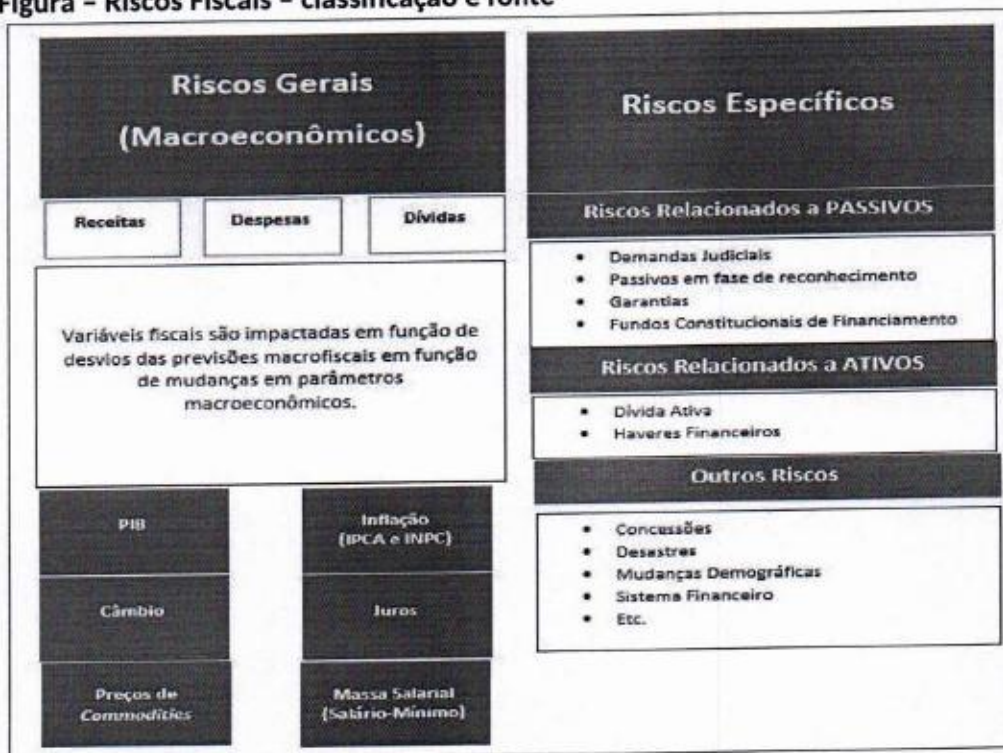 Figura – Riscos Fiscais – classificação e fonte
Riscos Gerais
(Macroeconômicos)
Receitas
Despesas
Dívidas
Variáveis fiscais são impactadas em função de
desvios das previsões macrofiscais em função
de mudanças em parâmetros
macroeconômicos.
PIB
Inflação
(IPCA e INPC)
Câmbio
Juros
Preços de
Commodities
Massa Salarial
(Salário-Mínimo)
Riscos Específicos
Riscos Relacionados a PASSIVOS
• Demandas Judiciais
• Passivos em fase de reconhecimento
• Garantias
• Fundos Constitucionais de Financiamento
Riscos Relacionados a ATIVOS
• Dívida Ativa
• Haveres Financeiros
Outros Riscos
• Concessões
• Desastres
• Mudanças Demográficas
• Sistema Financeiro
• Etc.